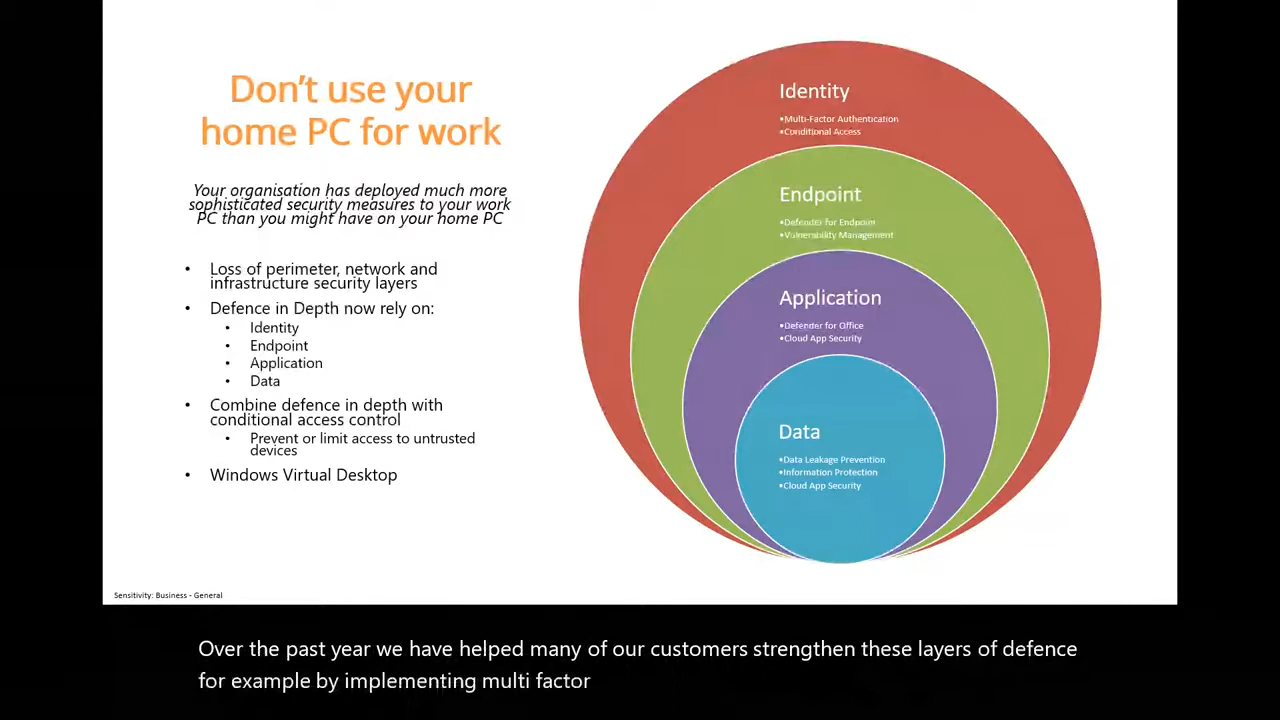 Don't use your
home PC for work
Your organisation has deployed much more
sophisticated security measures to your work
PC than you might have on your home PC
• Loss of perimeter, network and
infrastructure security layers
• Defence in Depth now rely on:
• Identity
• Endpoint
• Application
• Data
• Combine defence in depth with
conditional access control
• Prevent or limit access to untrusted
devices
• Windows Virtual Desktop
Identity
•Multi-Factor Authentication
•Conditional Access
Endpoint
•Defender for Endpoint
•Vulnerability Management
Application
•Defender for Office
•Cloud App Security
Data
•Data Leakage Prevention
•Information Protection
•Cloud App Security
Sensitivity: Business - General
Over the past year we have helped many of our customers strengthen these layers of defence
for example by implementing multi factor